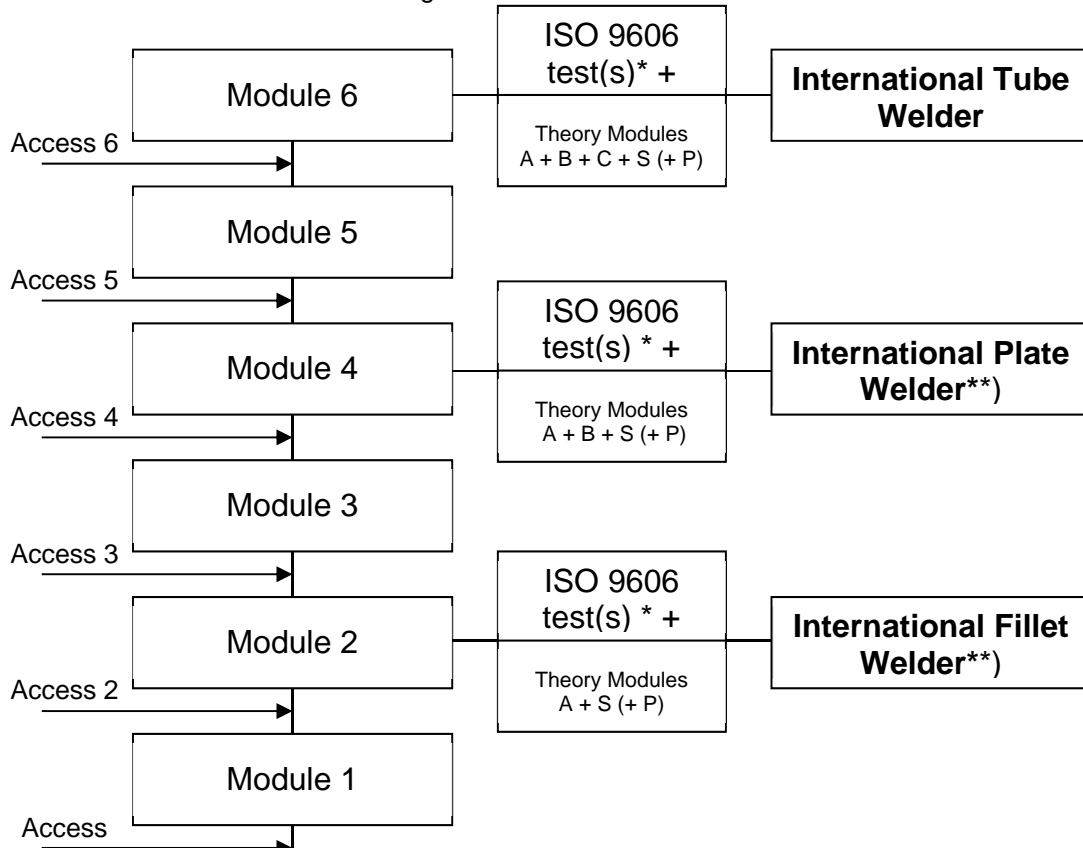 ISO 9606
test(s)* +
Module 6
International Tube
Welder
Theory Modules
A + B + C + S (+ P)
Access 6
Module 5
Access 5
ISO 9606
test(s) * +
Module 4
International Plate
Welder**)
Theory Modules
A + B + S (+ P)
Access 4
Module 3
Access 3
ISO 9606
test(s) * +
Module 2
International Fillet
Welder**)
Theory Modules
A + S (+ P)
Access 2
Module 1
Access